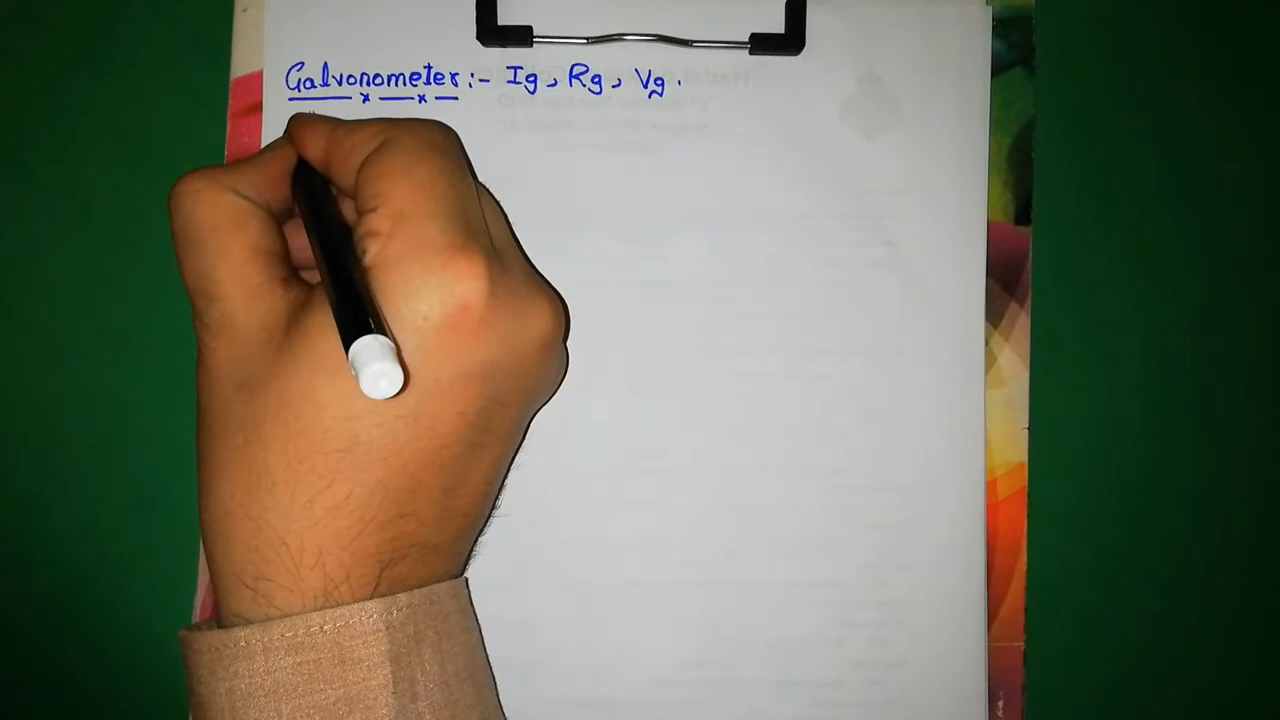 Galvonometer :- Ig, Rg, Vg.